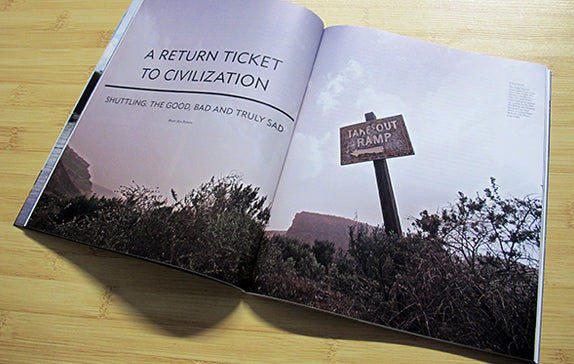 A RETURN TICKET
TO CIVILIZATION
SHUTTLING: THE GOOD, BAD AND TRULY SAD
TAKE OUT
RAMP